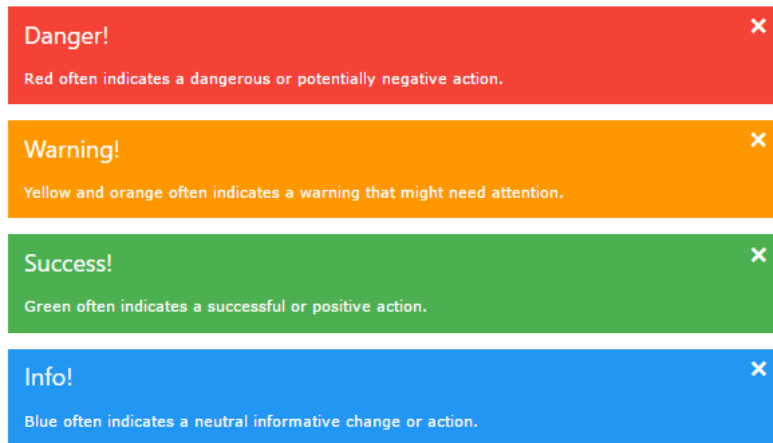 Danger!
×
Red often indicates a dangerous or potentially negative action.
Warning!
×
Yellow and orange often indicates a warning that might need attention.
Success!
×
Green often indicates a successful or positive action.
Info!
×
Blue often indicates a neutral informative change or action.